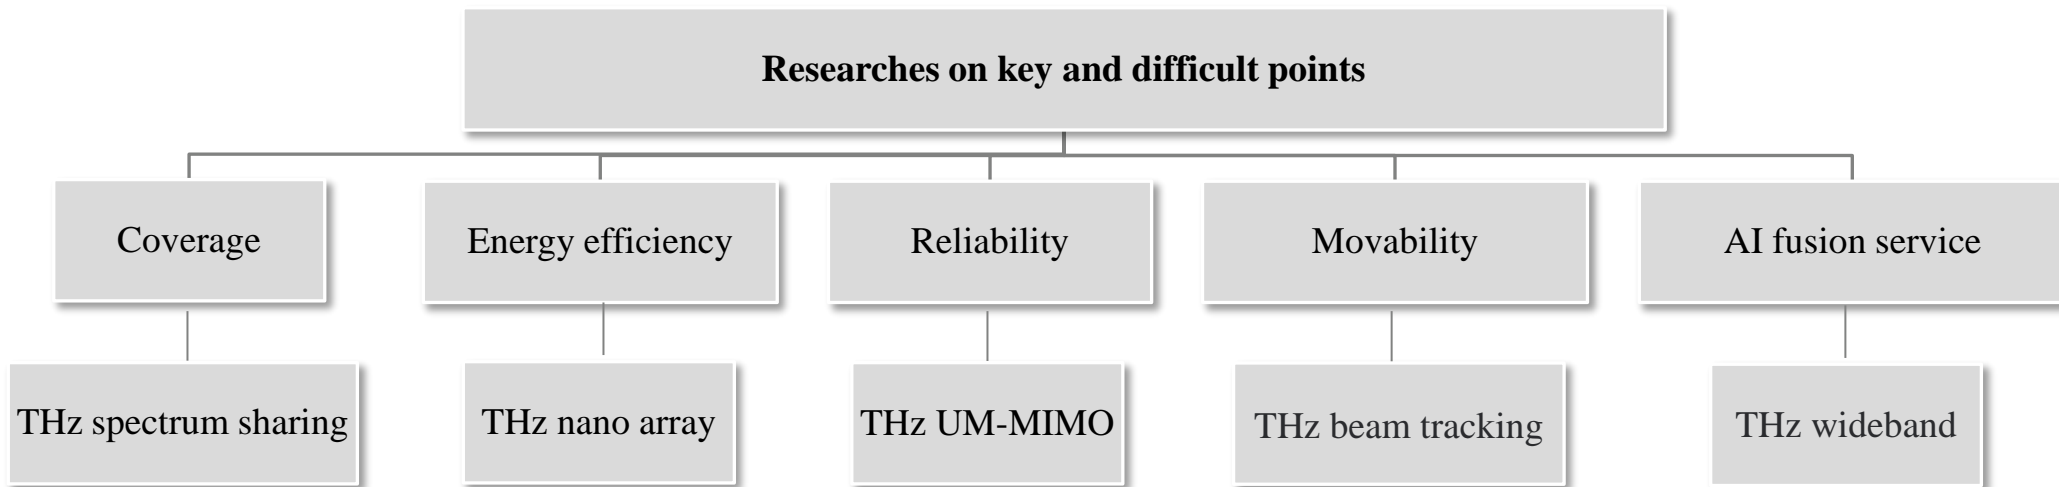 Researches on key and difficult points
Coverage
Energy efficiency
Reliability
Movability
AI fusion service
THz spectrum sharing
THz nano array
THz UM-MIMO
THz beam tracking
THz wideband